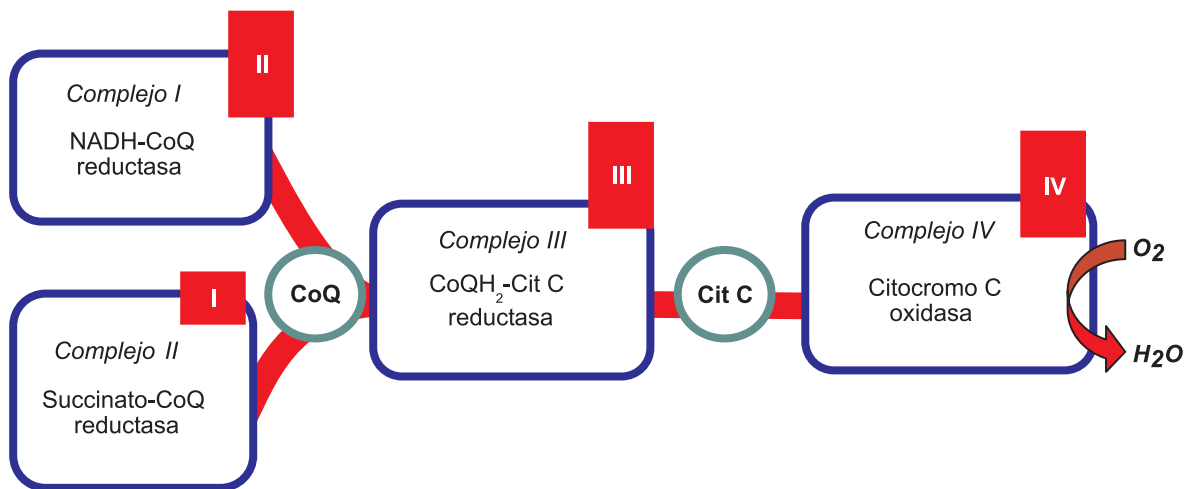 II
Complejo I
NADH-CoQ
reductasa
I
Complejo II
Succinato-CoQ
reductasa
CoQ
III
Complejo III
CoQH₂-Cit C
reductasa
Cit C
IV
Complejo IV
Citocromo C
oxidasa
O₂
H₂O